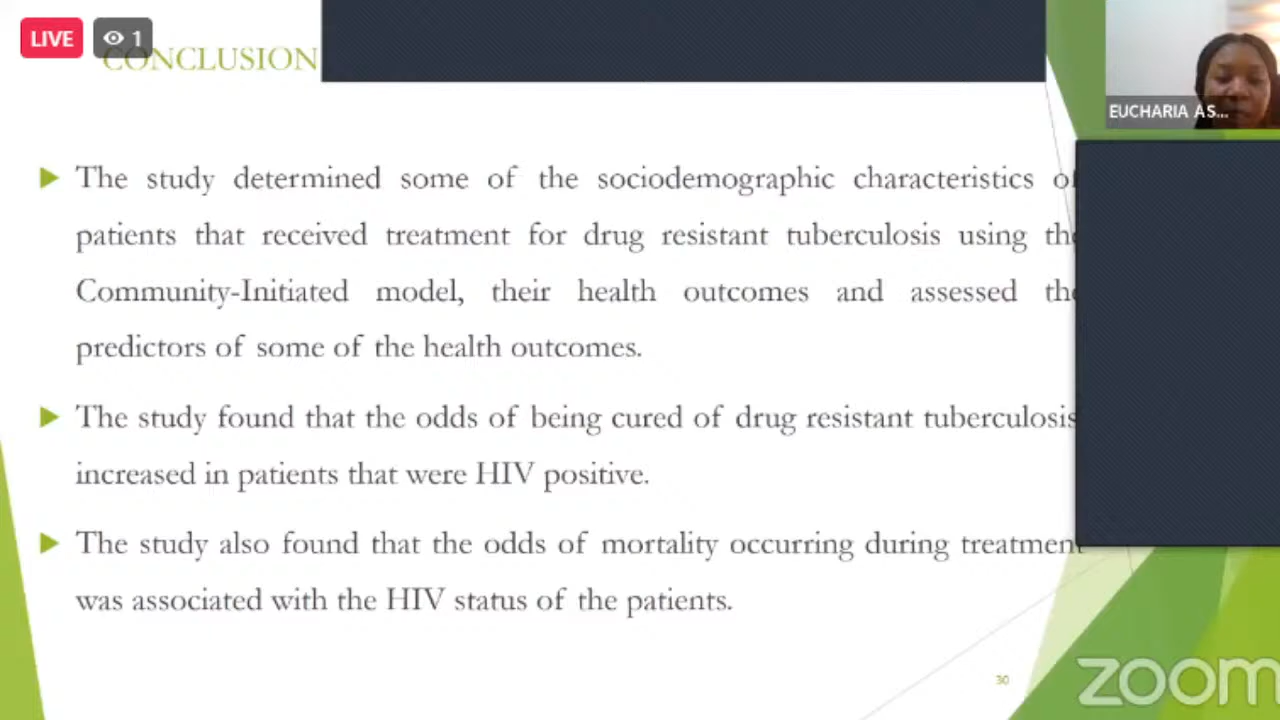 LIVE
1
CONCLUSION
The study determined some of the sociodemographic characteristics of
patients that received treatment for drug resistant tuberculosis using the
Community-Initiated model, their health outcomes and assessed the
predictors of some of the health outcomes.
The study found that the odds of being cured of drug resistant tuberculosis
increased in patients that were HIV positive.
The study also found that the odds of mortality occurring during treatment
was associated with the HIV status of the patients.
EUCHARIA AS...
30
zoom